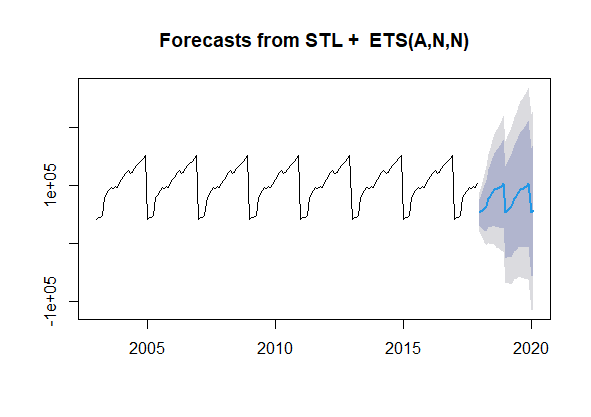 Forecasts from STL +  ETS(A,N,N)
1e+05
-1e+05
2005 2010 2015 2020